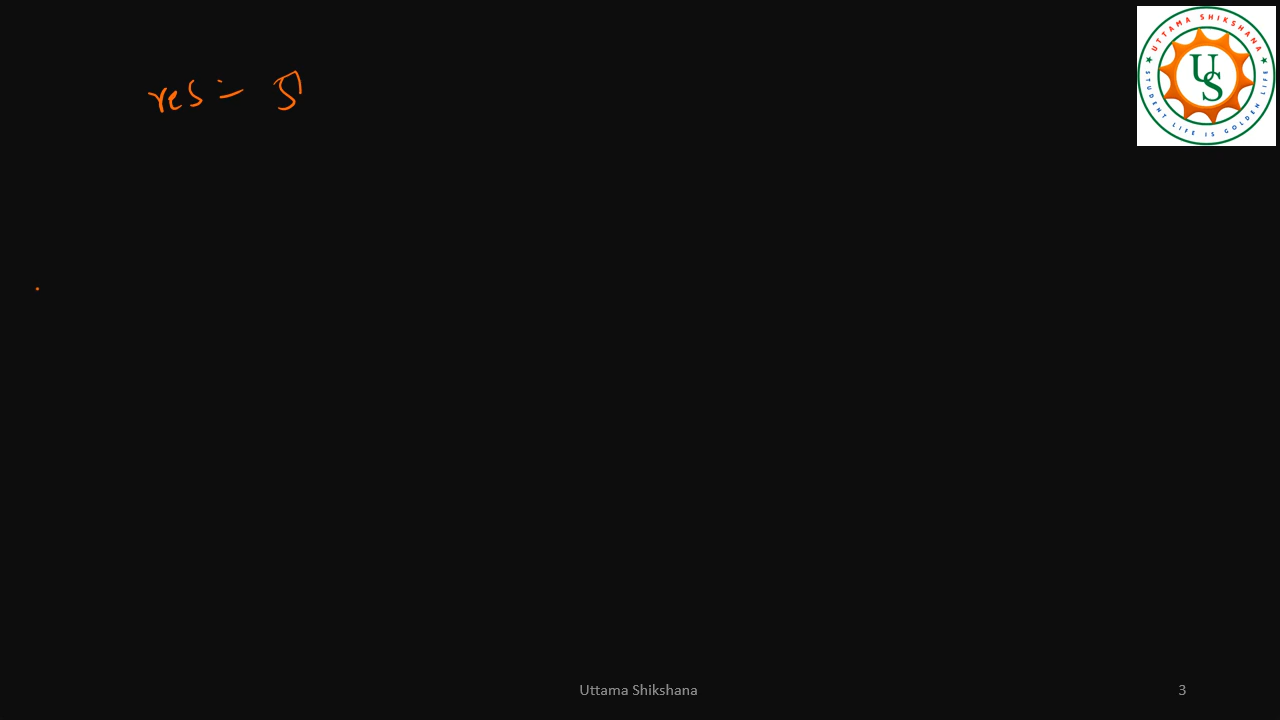 res = 5
UTTAMA SHIKSHANA
US
STUDENT LIFE IS GOLDEN LIFE
Uttama Shikshana
3